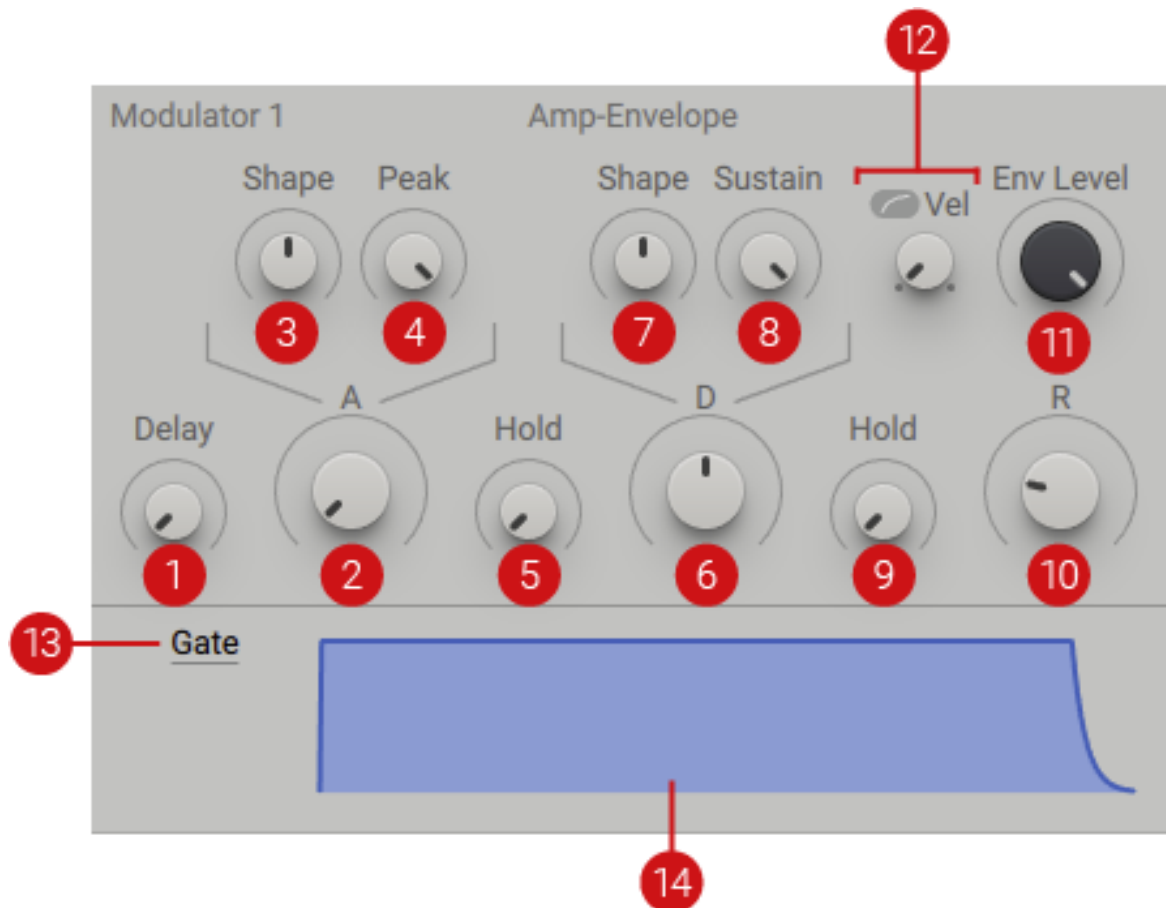 12
Modulator 1 Amp-Envelope
Shape Peak Shape Sustain Vel Env Level
3 4 7 8 11
A D R
Delay Hold Hold
1 2 5 6 9 10
13 Gate
14